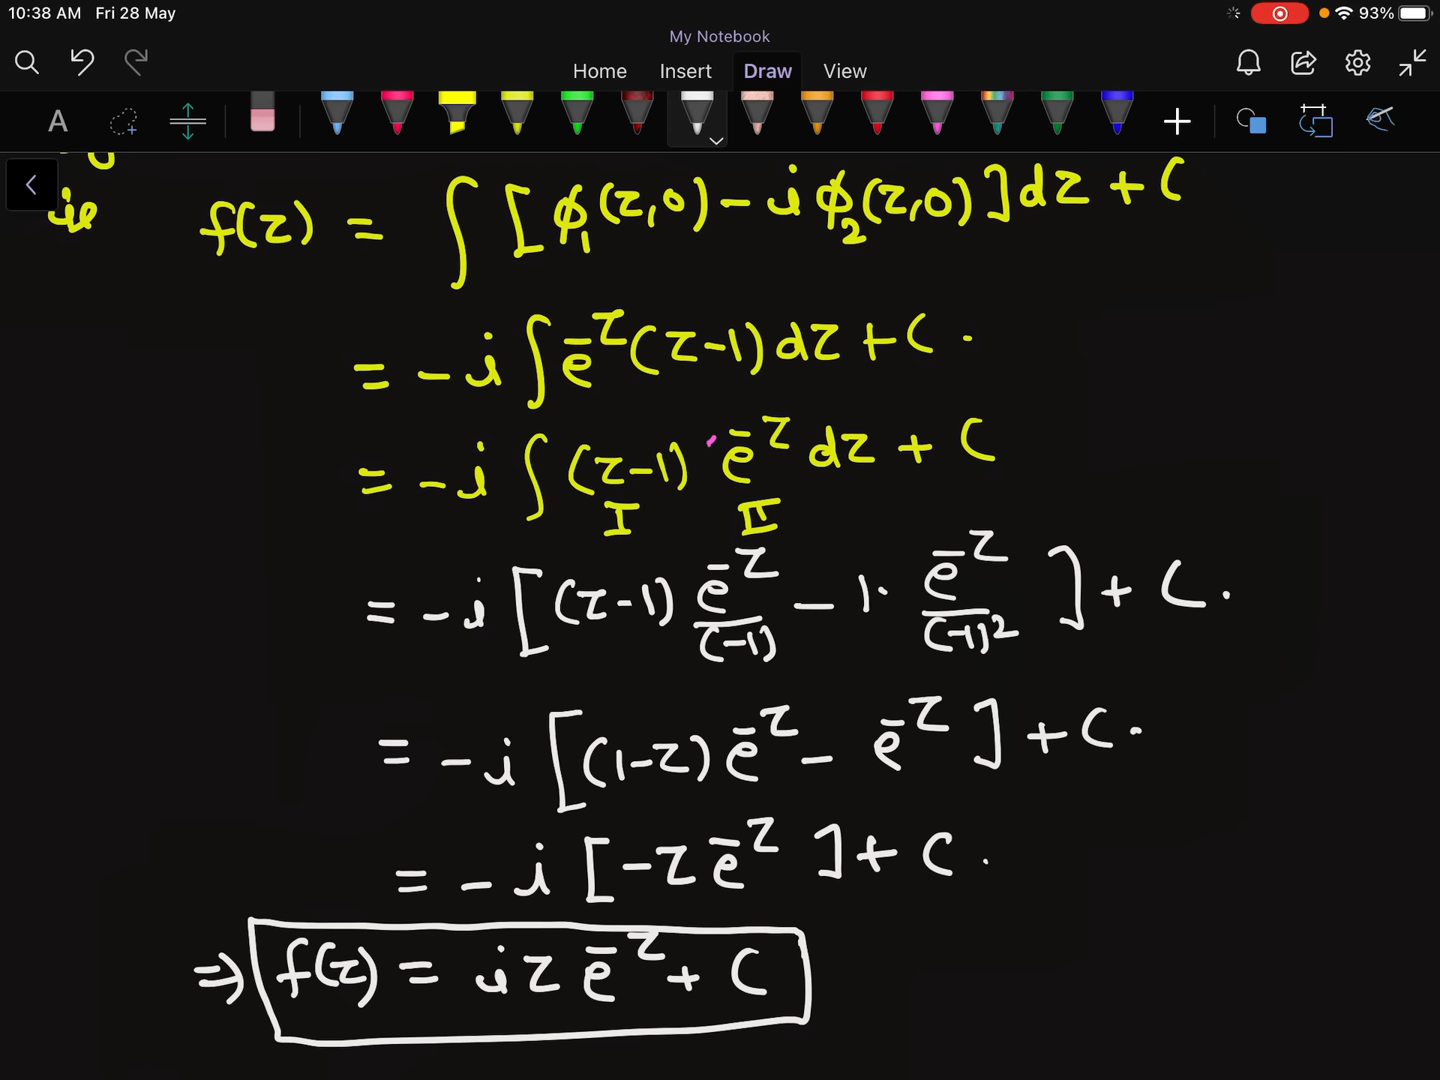 10:38 AM Fri 28 May 93%
My Notebook
Home Insert Draw View
A
ie f(z) = ∫ [ϕ₁(z,0) - i ϕ₂(z,0)] dz + C
= -i ∫ e⁻ᶻ (z-1) dz + C.
= -i ∫ (z-1) · e⁻ᶻ dz + C
I II
= -i [(z-1) e⁻ᶻ/(-1) - 1· e⁻ᶻ/(-1)²] + C.
= -i [(1-z) e⁻ᶻ - e⁻ᶻ] + C.
= -i [-z e⁻ᶻ] + C.
⇒ f(z) = i z e⁻ᶻ + C